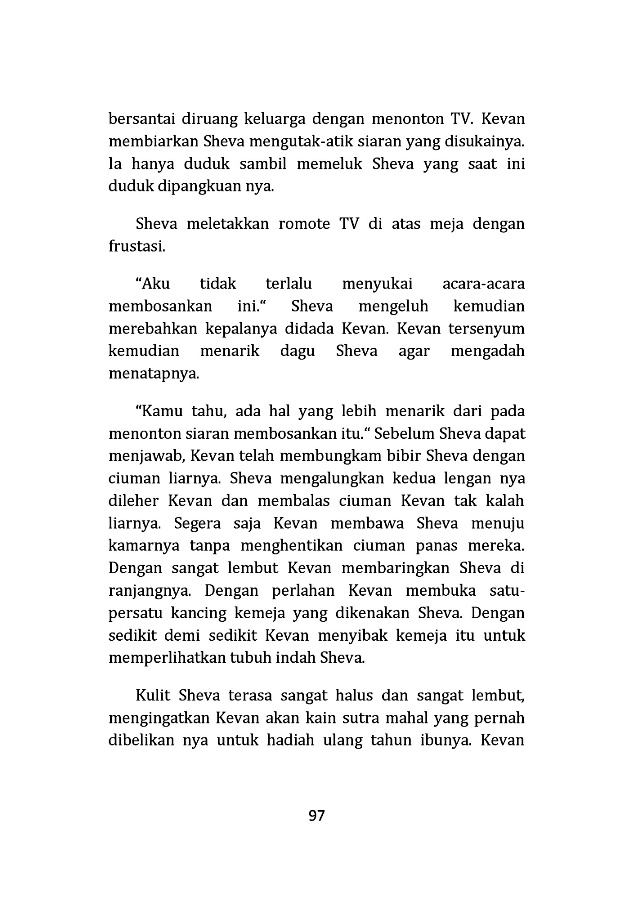 bersantai diruang keluarga dengan menonton TV. Kevan
membiarkan Sheva mengutak-atik siaran yang disukainya.
Ia hanya duduk sambil memeluk Sheva yang saat ini
duduk dipangkuan nya.
Sheva meletakkan romote TV di atas meja dengan
frustasi.
“Aku tidak terlalu menyukai acara-acara
membosankan ini.“ Sheva mengeluh kemudian
merebahkan kepalanya didada Kevan. Kevan tersenyum
kemudian menarik dagu Sheva agar mengadah
menatapnya.
“Kamu tahu, ada hal yang lebih menarik dari pada
menonton siaran membosankan itu.“ Sebelum Sheva dapat
menjawab, Kevan telah membungkam bibir Sheva dengan
ciuman liarnya. Sheva mengalungkan kedua lengan nya
dileher Kevan dan membalas ciuman Kevan tak kalah
liarnya. Segera saja Kevan membawa Sheva menuju
kamarnya tanpa menghentikan ciuman panas mereka.
Dengan sangat lembut Kevan membaringkan Sheva di
ranjangnya. Dengan perlahan Kevan membuka satu-
persatu kancing kemeja yang dikenakan Sheva. Dengan
sedikit demi sedikit Kevan menyibak kemeja itu untuk
memperlihatkan tubuh indah Sheva.
Kulit Sheva terasa sangat halus dan sangat lembut,
mengingatkan Kevan akan kain sutra mahal yang pernah
dibelikan nya untuk hadiah ulang tahun ibunya. Kevan
97